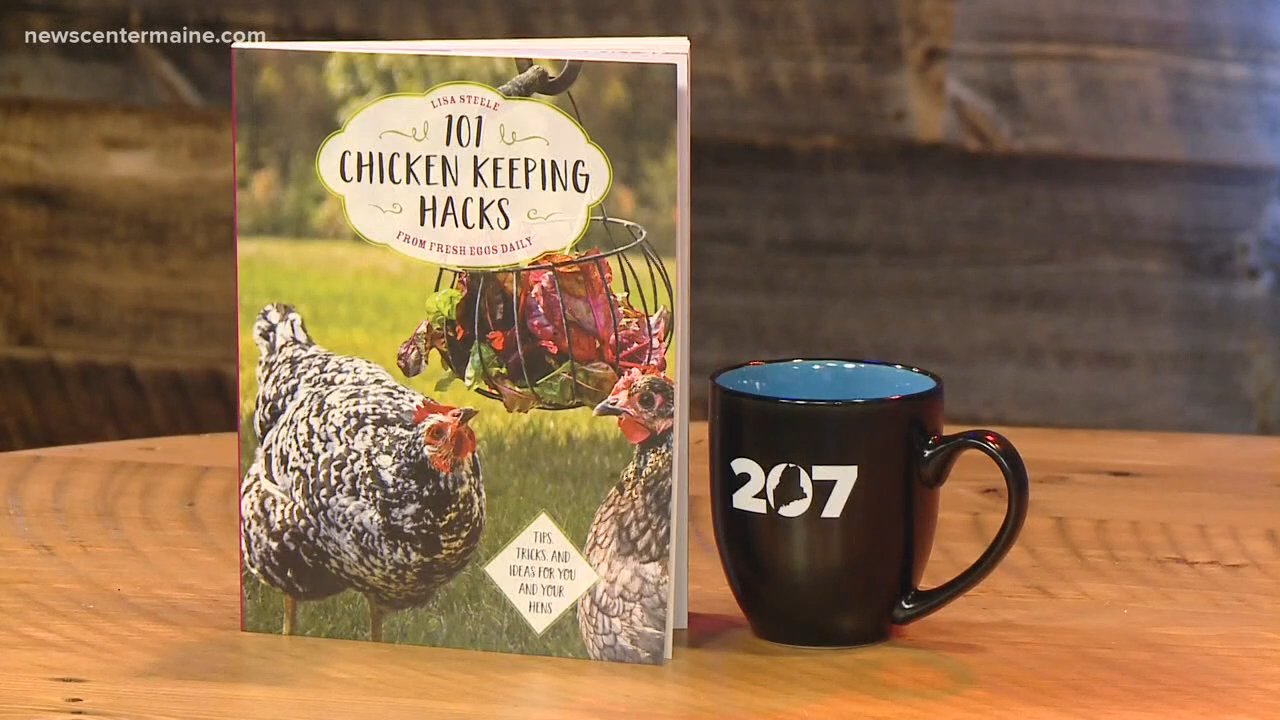 newscentermaine.com
LISA STEELE
101
CHICKEN KEEPING
HACKS
FROM FRESH EGGS DAILY
TIPS,
TRICKS, AND
IDEAS FOR YOU
AND YOUR
HENS
207